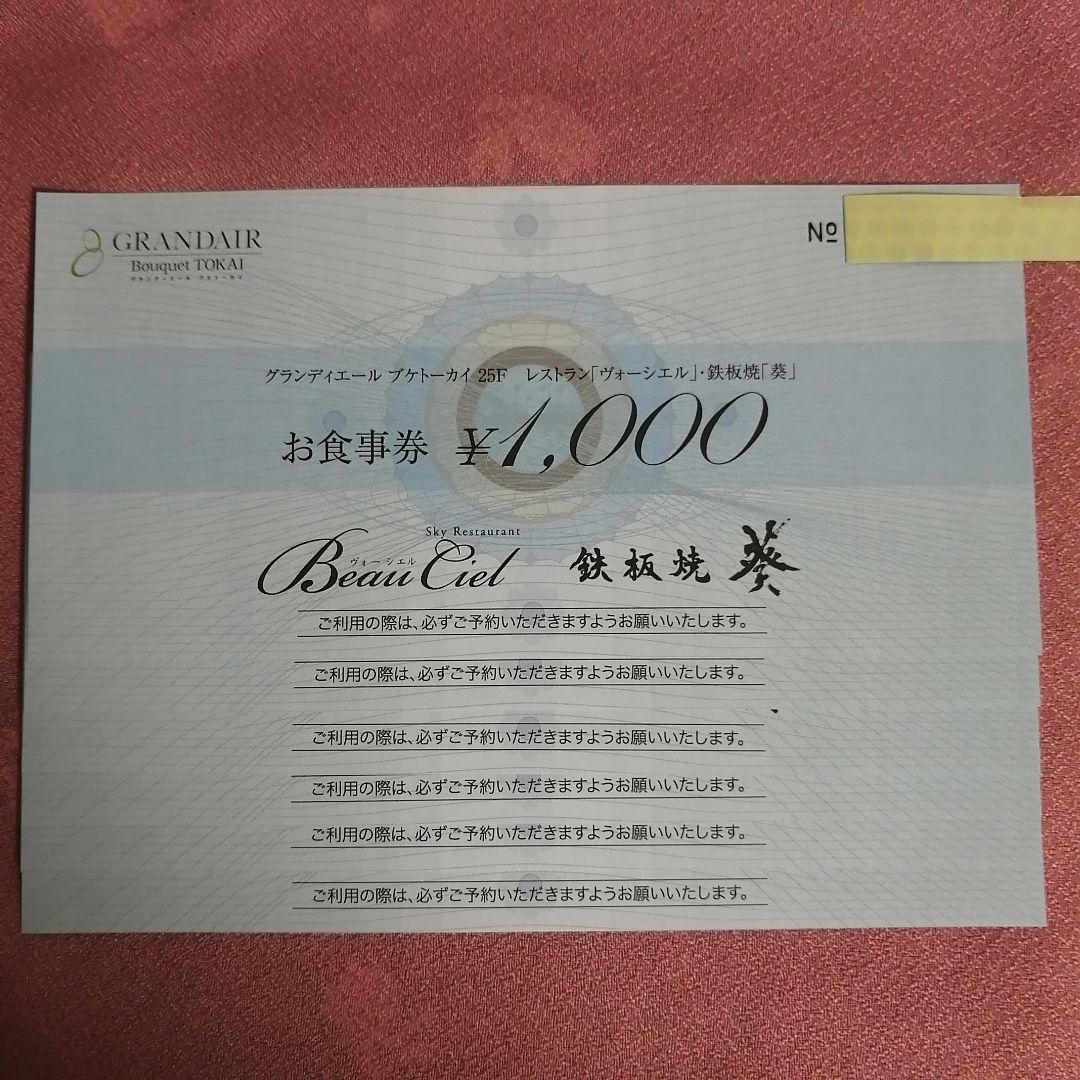 GRANDAIR
Bouquet TOKAI
グランディエール ブケトーカイ
Nº
グランディエール ブケトーカイ 25F レストラン「ヴォーシエル」・鉄板焼「葵」
お食事券 ¥1,000
Sky Restaurant
ヴォーシエル
Beau Ciel 鉄板焼 葵
ご利用の際は、必ずご予約いただきますようお願いいたします。
ご利用の際は、必ずご予約いただきますようお願いいたします。
ご利用の際は、必ずご予約いただきますようお願いいたします。
ご利用の際は、必ずご予約いただきますようお願いいたします。
ご利用の際は、必ずご予約いただきますようお願いいたします。
ご利用の際は、必ずご予約いただきますようお願いいたします。